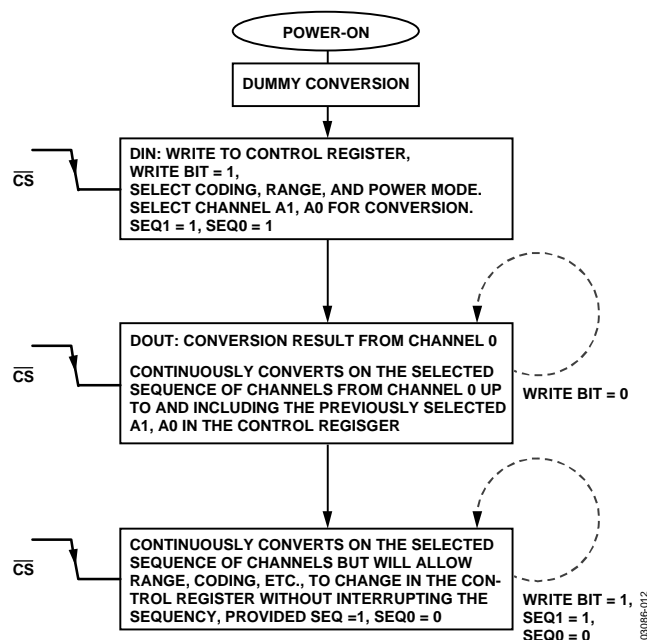 POWER-ON
DUMMY CONVERSION
CS
DIN: WRITE TO CONTROL REGISTER,
WRITE BIT = 1,
SELECT CODING, RANGE, AND POWER MODE.
SELECT CHANNEL A1, A0 FOR CONVERSION.
SEQ1 = 1, SEQ0 = 1
CS
DOUT: CONVERSION RESULT FROM CHANNEL 0
CONTINUOUSLY CONVERTS ON THE SELECTED
SEQUENCE OF CHANNELS FROM CHANNEL 0 UP
TO AND INCLUDING THE PREVIOUSLY SELECTED
A1, A0 IN THE CONTROL REGISGER
WRITE BIT = 0
CS
CONTINUOUSLY CONVERTS ON THE SELECTED
SEQUENCE OF CHANNELS BUT WILL ALLOW
RANGE, CODING, ETC., TO CHANGE IN THE CON-
TROL REGISTER WITHOUT INTERRUPTING THE
SEQUENCY, PROVIDED SEQ =1, SEQ0 = 0
WRITE BIT = 1,
SEQ1 = 1,
SEQ0 = 0
03086-012